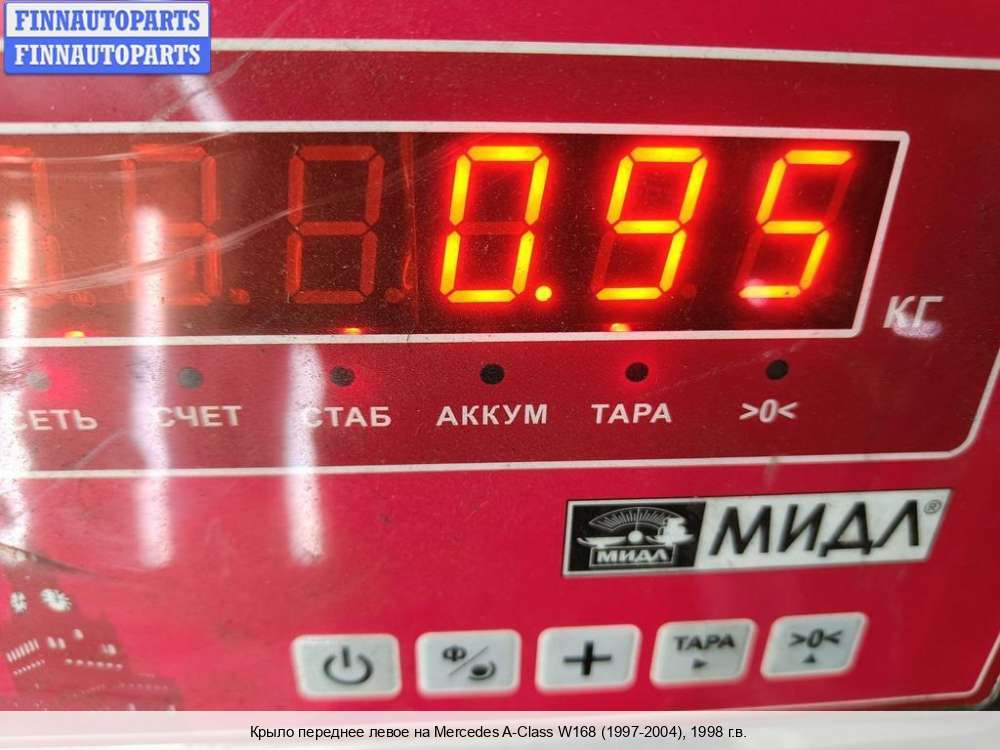 FINNAUTOPARTS
FINNAUTOPARTS
0.95
КГ
СЕТЬ СЧЕТ СТАБ АККУМ ТАРА >0<
МИДЛ МИДЛ®
Ф/ + ТАРА >0<
Крыло переднее левое на Mercedes A-Class W168 (1997-2004), 1998 г.в.